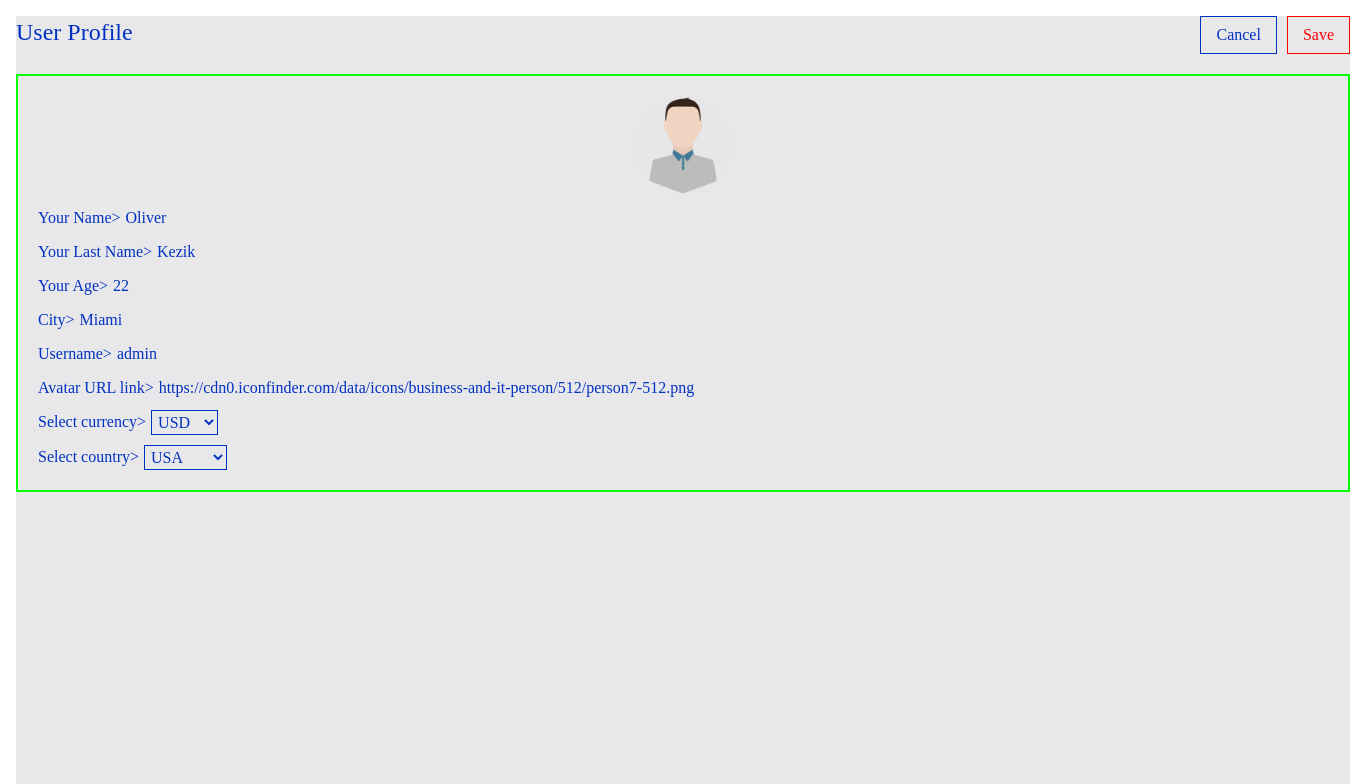 User Profile
Cancel
Save
Your Name> Oliver
Your Last Name> Kezik
Your Age> 22
City> Miami
Username> admin
Avatar URL link> https://cdn0.iconfinder.com/data/icons/business-and-it-person/512/person7-512.png
Select currency> USD
Select country> USA